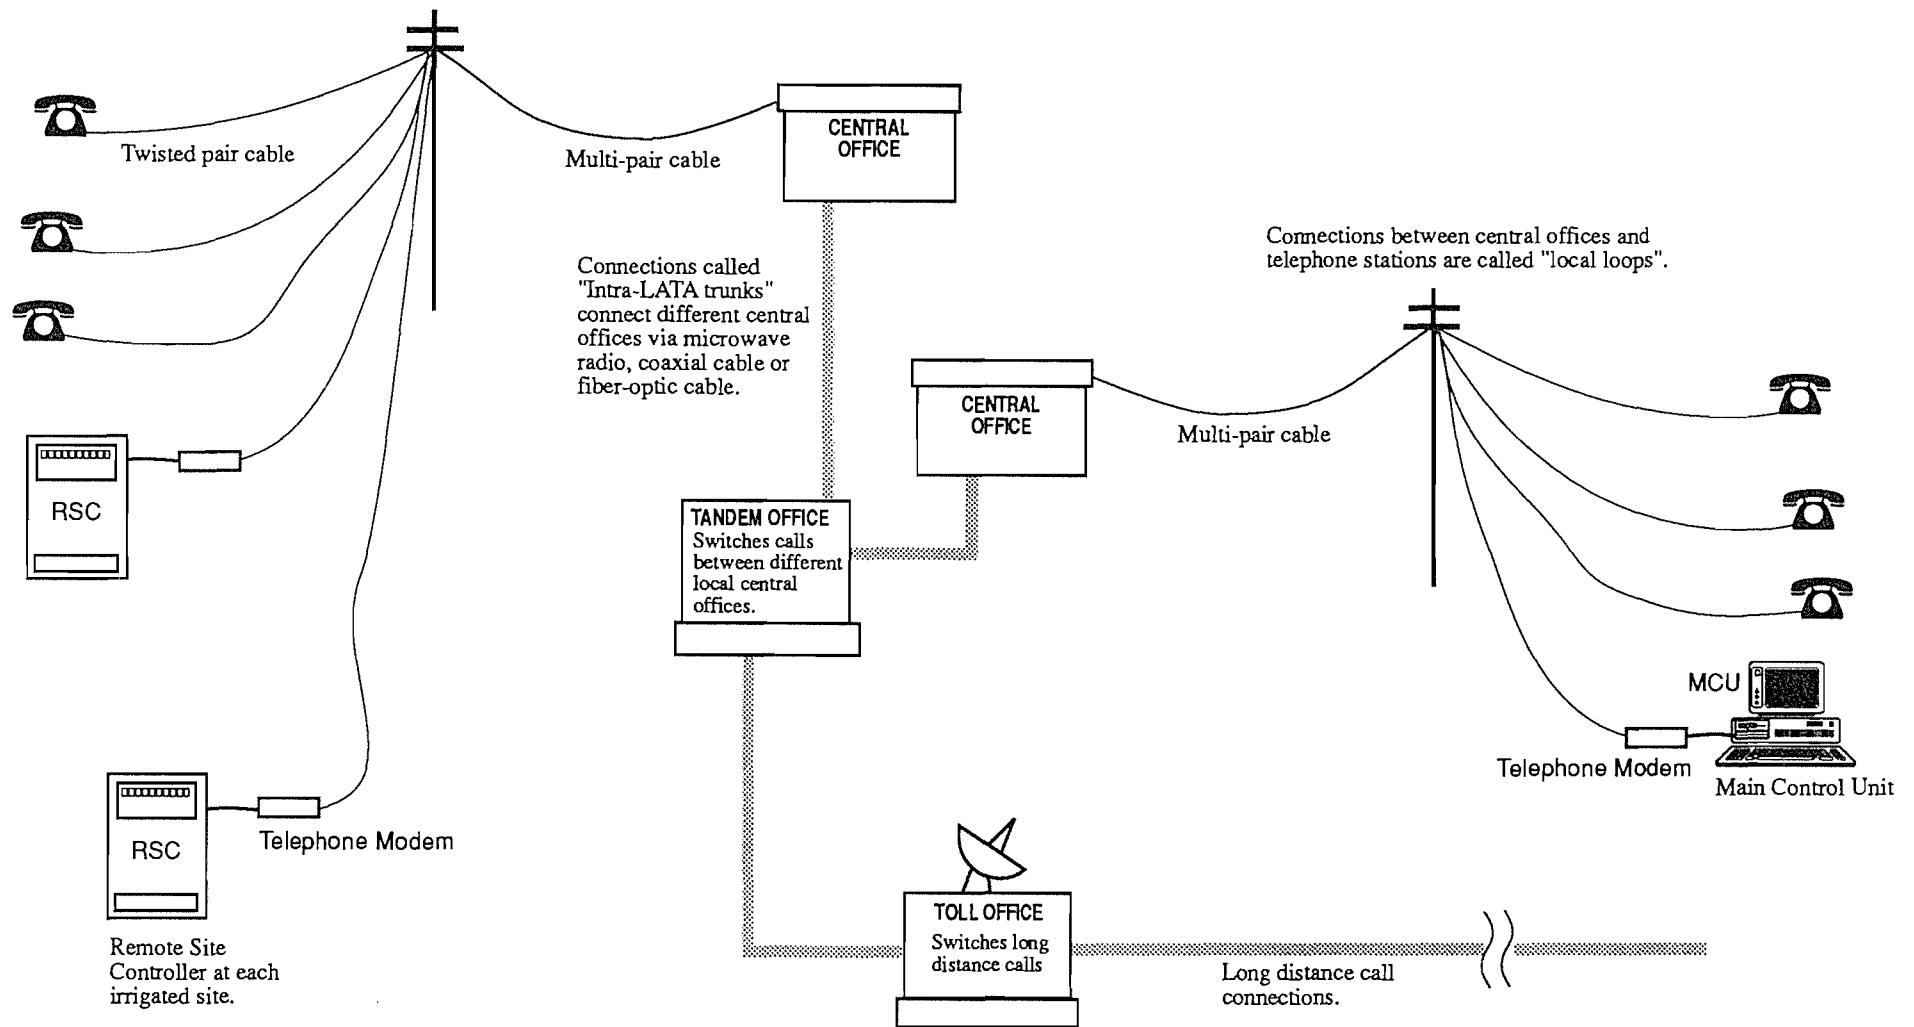 Twisted pair cable
Multi-pair cable
CENTRAL
OFFICE
Connections called
"Intra-LATA trunks"
connect different central
offices via microwave
radio, coaxial cable or
fiber-optic cable.
Connections between central offices and
telephone stations are called "local loops".
CENTRAL
OFFICE
Multi-pair cable
RSC
TANDEM OFFICE
Switches calls
between different
local central
offices.
MCU
Telephone Modem
Main Control Unit
RSC
Telephone Modem
Remote Site
Controller at each
irrigated site.
TOLL OFFICE
Switches long
distance calls
Long distance call
connections.